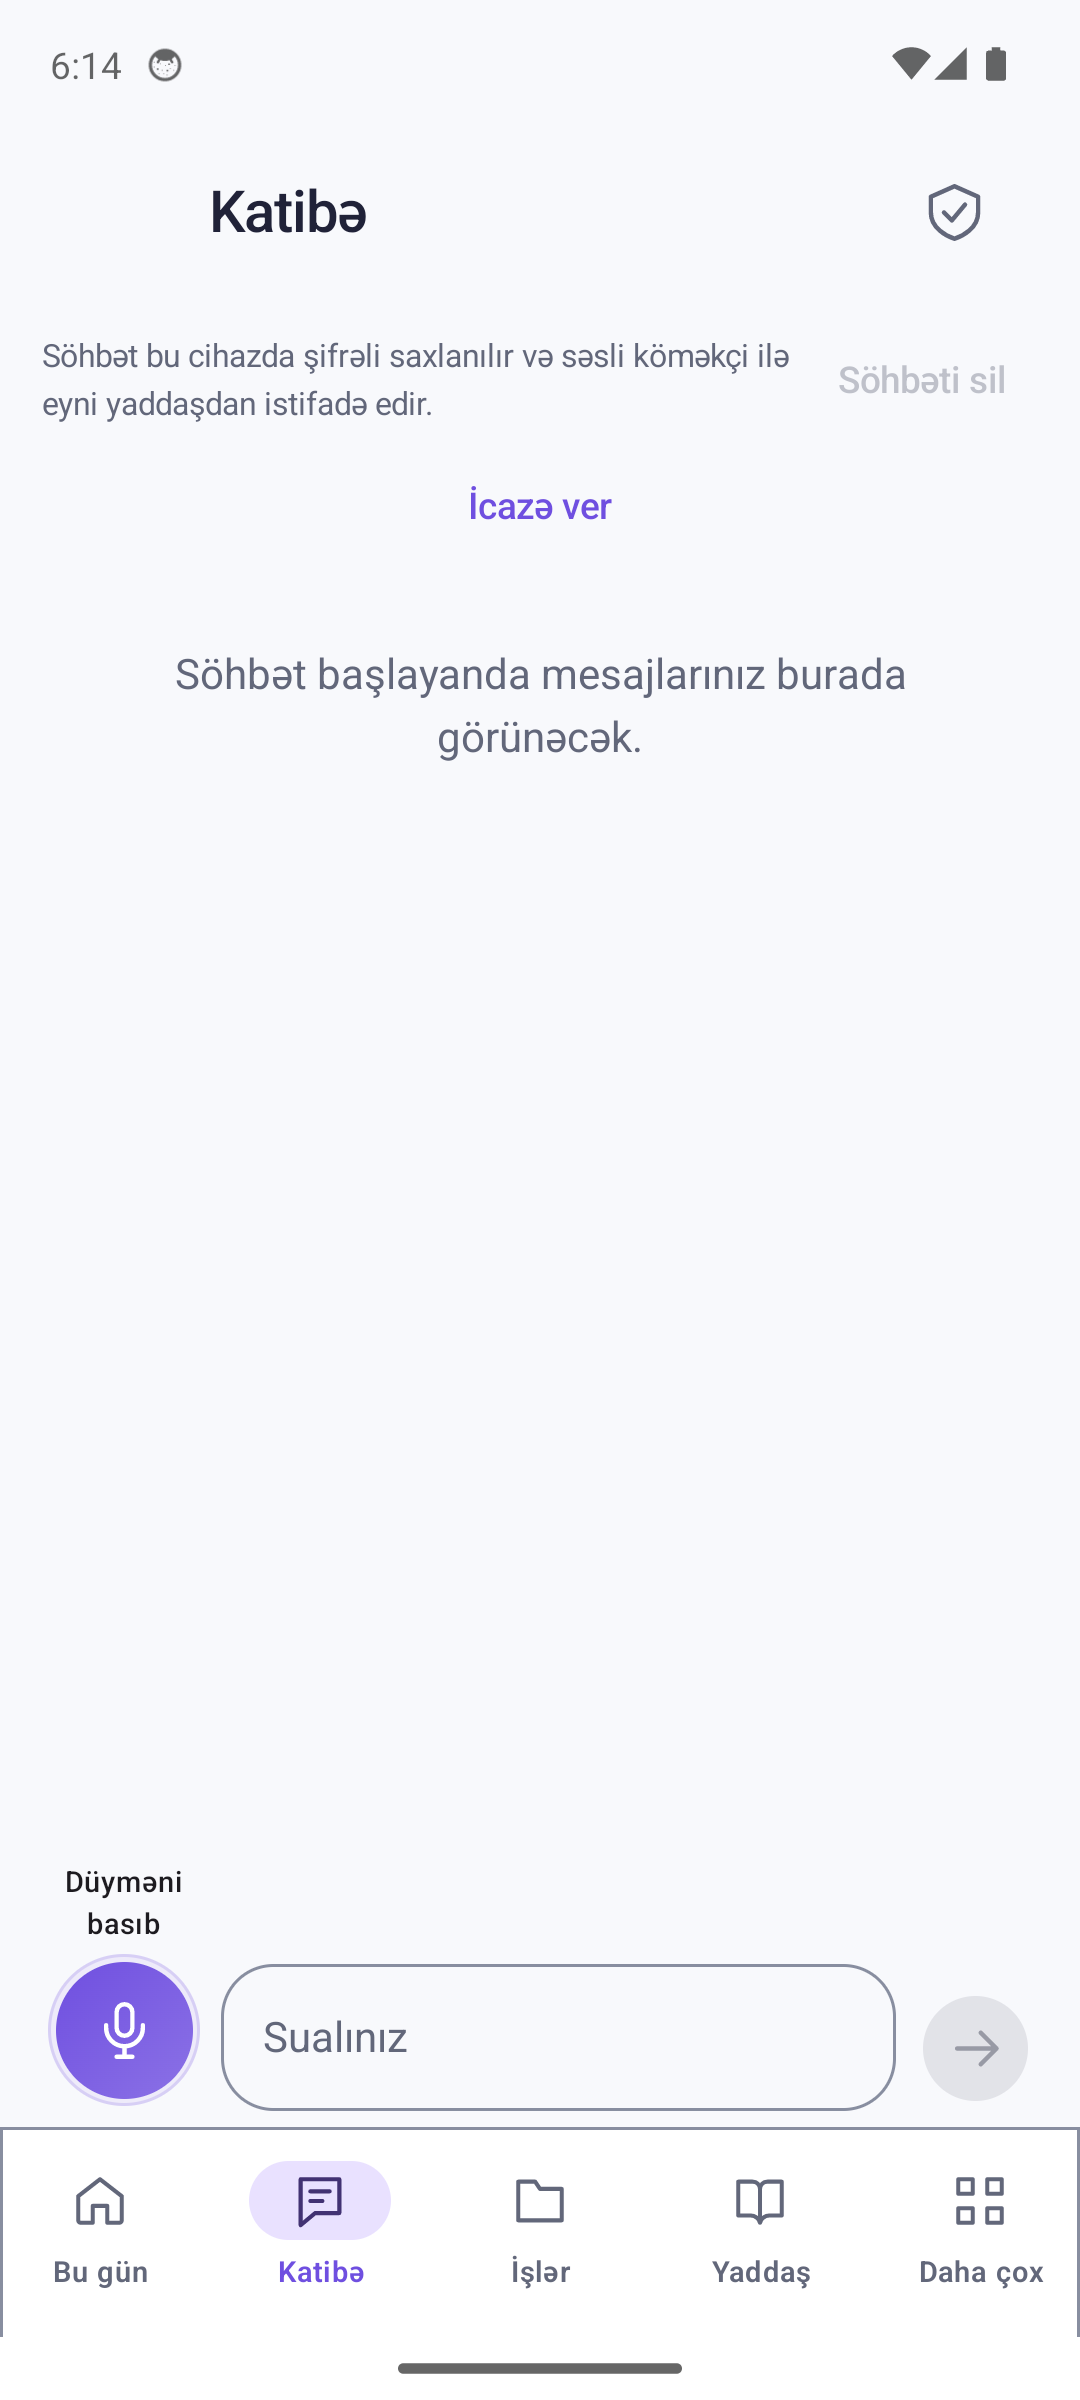 6:14
Katibə
Söhbət bu cihazda şifrəli saxlanılır və səsli köməkçi ilə
eyni yaddaşdan istifadə edir.
Söhbəti sil
İcazə ver
Söhbət başlayanda mesajlarınız burada
görünəcək.
Düyməni
basıb
Sualınız
Bu gün
Katibə
İşlər
Yaddaş
Daha çox